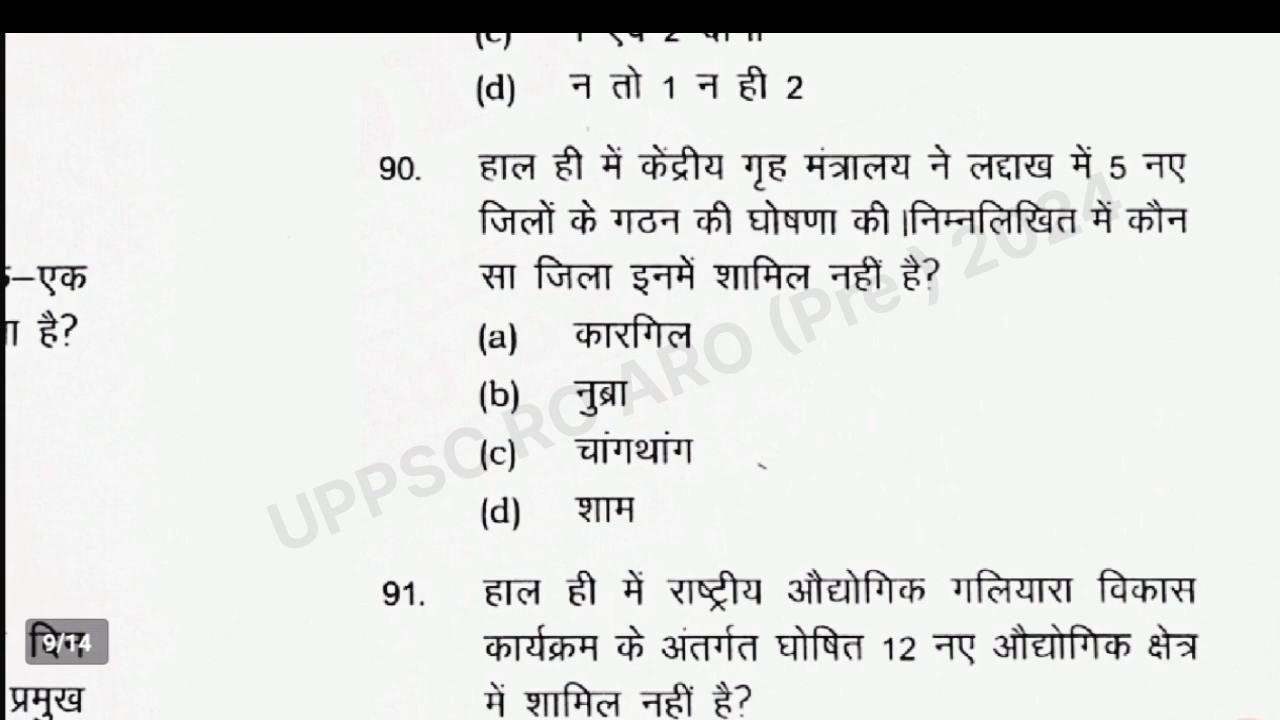 (d) न तो 1 न ही 2
90. हाल ही में केंद्रीय गृह मंत्रालय ने लद्दाख में 5 नए
जिलों के गठन की घोषणा की।निम्नलिखित में कौन
सा जिला इनमें शामिल नहीं है?
(a) कारगिल
(b) नुब्रा
(c) चांगथांग
(d) शाम
91. हाल ही में राष्ट्रीय औद्योगिक गलियारा विकास
कार्यक्रम के अंतर्गत घोषित 12 नए औद्योगिक क्षेत्र
में शामिल नहीं है?
–एक
है?
9/14
प्रमुख
UPPSC RO ARO (Pre) 2024